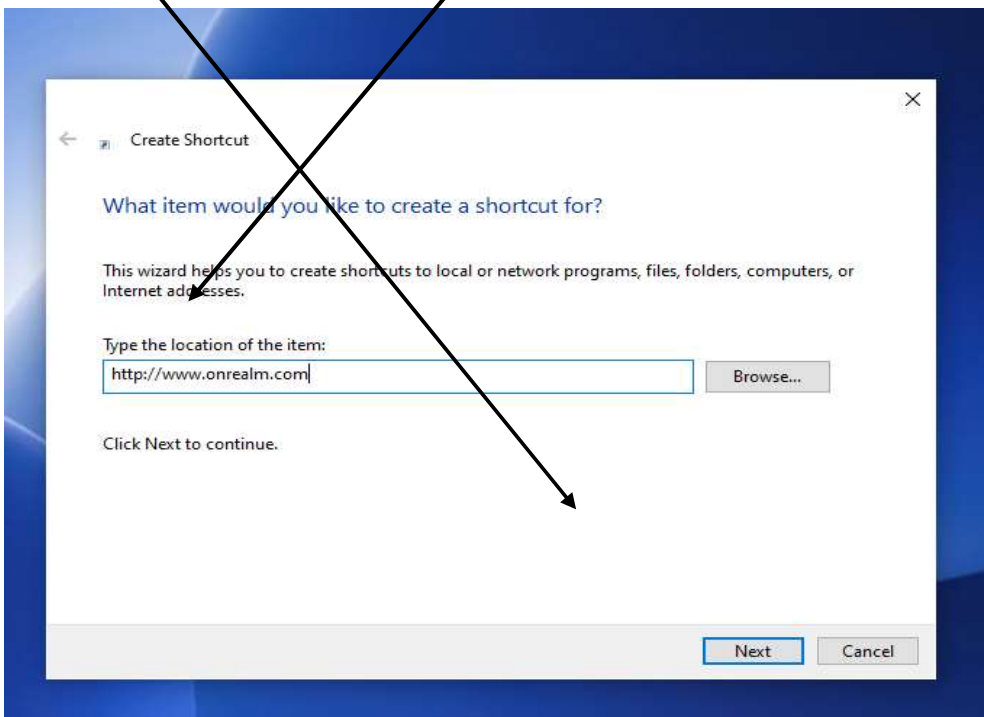 Create Shortcut
What item would you like to create a shortcut for?
This wizard helps you to create shortcuts to local or network programs, files, folders, computers, or
Internet addresses.
Type the location of the item:
http://www.onrealm.com
Browse...
Click Next to continue.
Next
Cancel